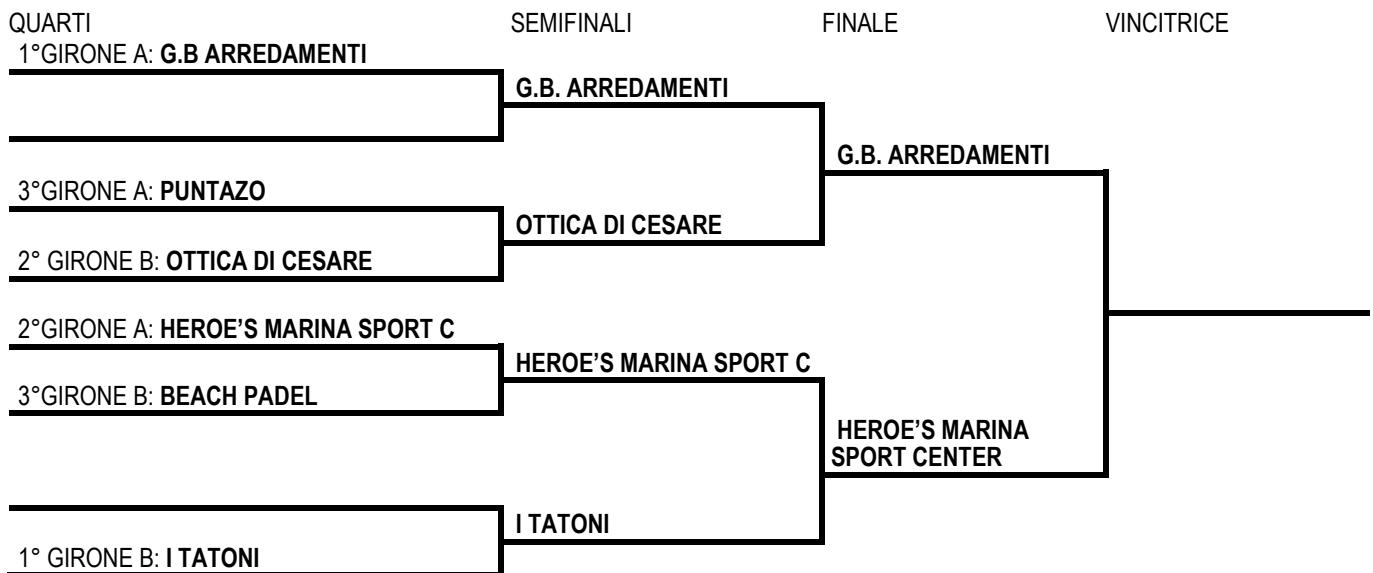 QUARTI SEMIFINALI FINALE VINCITRICE
1°GIRONE A: G.B ARREDAMENTI
G.B. ARREDAMENTI
G.B. ARREDAMENTI
3°GIRONE A: PUNTAZO
OTTICA DI CESARE
2° GIRONE B: OTTICA DI CESARE
2°GIRONE A: HEROE'S MARINA SPORT C
HEROE'S MARINA SPORT C
3°GIRONE B: BEACH PADEL
HEROE'S MARINA
SPORT CENTER
I TATONI
1° GIRONE B: I TATONI